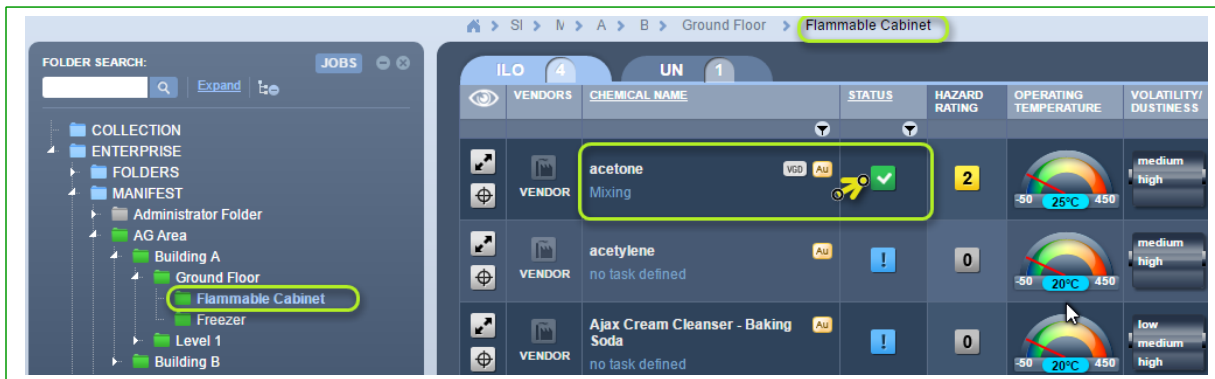 SI > M > A > B > Ground Floor > Flammable Cabinet
FOLDER SEARCH:
JOBS
Expand
COLLECTION
ENTERPRISE
FOLDERS
MANIFEST
Administrator Folder
AG Area
Building A
Ground Floor
Flammable Cabinet
Freezer
Level 1
Building B
ILO 4
UN 1
VENDORS CHEMICAL NAME STATUS HAZARD RATING OPERATING TEMPERATURE VOLATILITY/ DUSTINESS
acetone VGD Au
Mixing
VENDOR
2
-50 25°C 450
medium
high
acetylene Au
no task defined
VENDOR
!
0
-50 20°C 450
medium
high
Ajax Cream Cleanser - Baking Au
Soda
no task defined
VENDOR
!
0
-50 20°C 450
low
medium
high